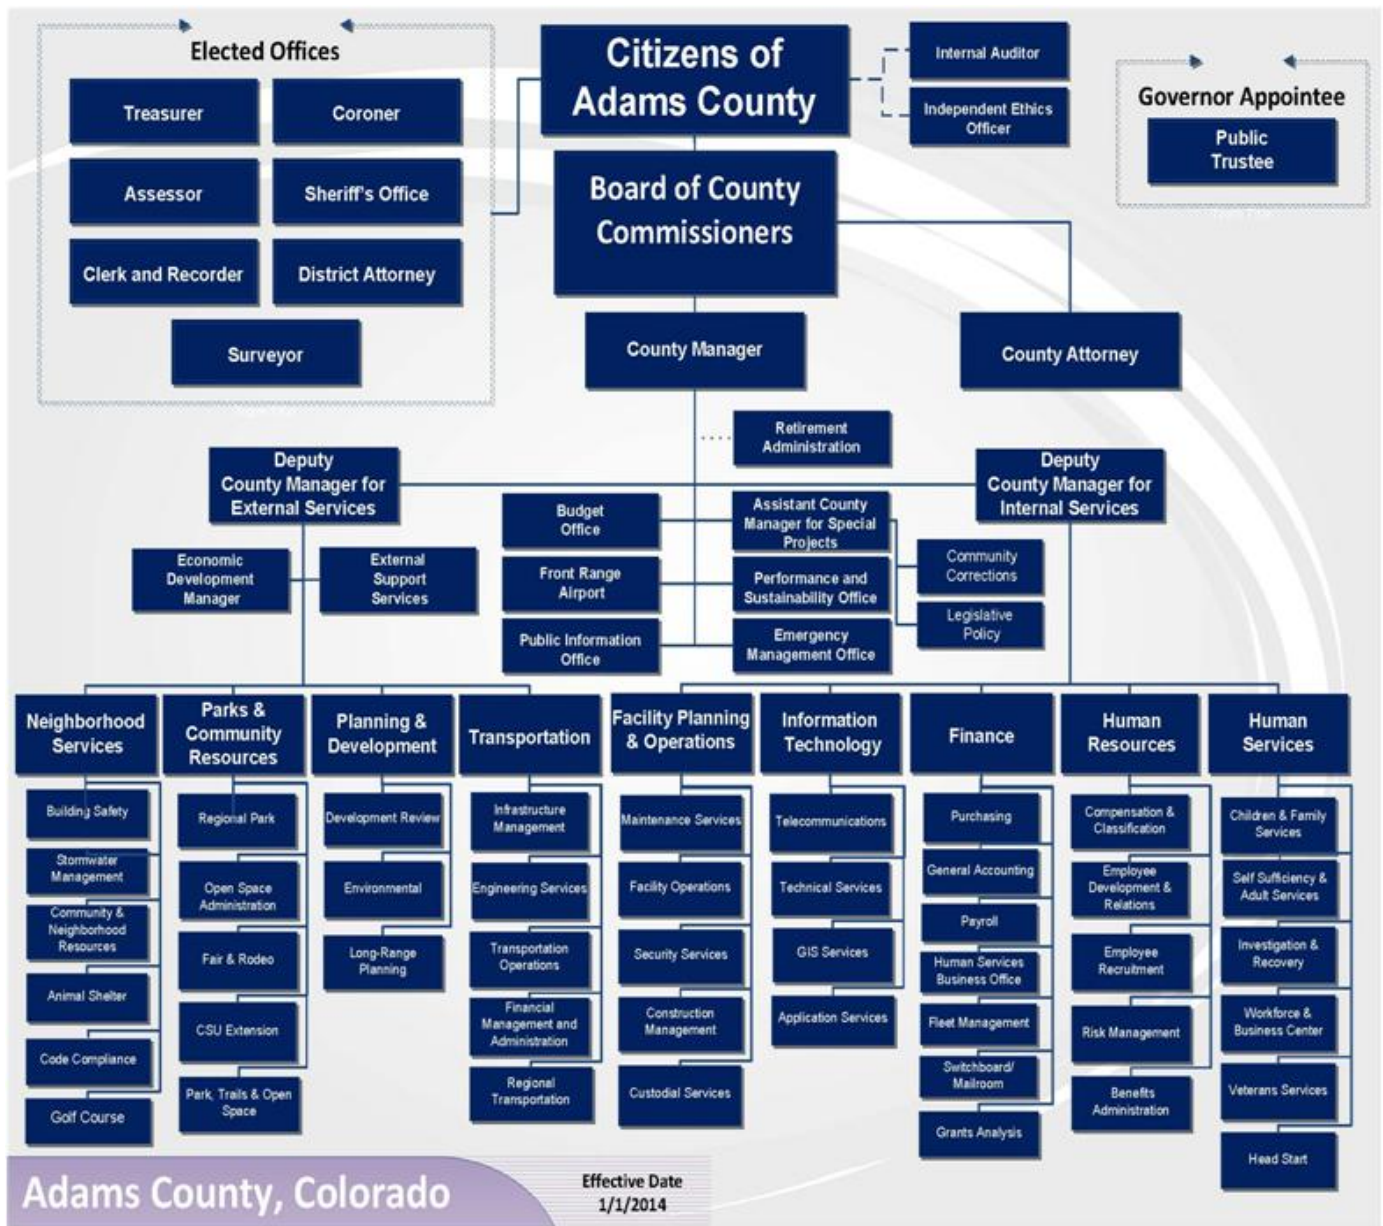 Elected Offices
Treasurer
Coroner
Assessor
Sheriff's Office
Clerk and Recorder
District Attorney
Surveyor
Citizens of
Adams County
Internal Auditor
Independent Ethics
Officer
Governor Appointee
Public
Trustee
Board of County
Commissioners
County Manager
County Attorney
Retirement
Administration
Deputy
County Manager for
External Services
Deputy
County Manager for
Internal Services
Economic
Development
Manager
External
Support
Services
Budget
Office
Assistant County
Manager for Special
Projects
Front Range
Airport
Performance and
Sustainability Office
Public Information
Office
Emergency
Management Office
Community
Corrections
Legislative
Policy
Neighborhood
Services
Building Safety
Stormwater
Management
Community &
Neighborhood
Resources
Animal Shelter
Code Compliance
Golf Course
Parks &
Community
Resources
Regional Park
Open Space
Administration
Fair & Rodeo
CSU Extension
Park, Trails & Open
Space
Planning &
Development
Development Review
Environmental
Long-Range
Planning
Transportation
Infrastructure
Management
Engineering Services
Transportation
Operations
Financial
Management and
Administration
Regional
Transportation
Facility Planning
& Operations
Maintenance Services
Facility Operations
Security Services
Construction
Management
Custodial Services
Information
Technology
Telecommunications
Technical Services
GIS Services
Application Services
Finance
Purchasing
General Accounting
Payroll
Human Services
Business Office
Fleet Management
Switchboard/
Mailroom
Grants Analysis
Human
Resources
Compensation &
Classification
Employee
Development &
Relations
Employee
Recruitment
Risk Management
Benefits
Administration
Human
Services
Children & Family
Services
Self Sufficiency &
Adult Services
Investigation &
Recovery
Workforce &
Business Center
Veterans Services
Head Start
Adams County, Colorado
Effective Date
1/1/2014